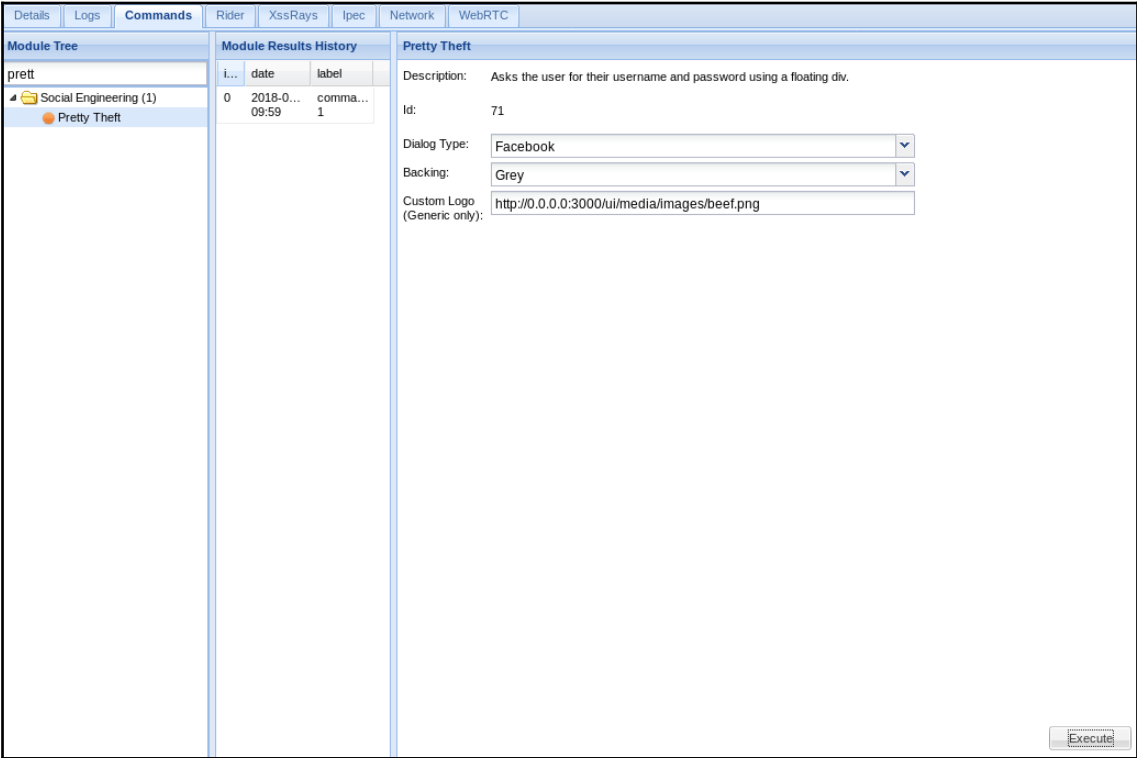 Details Logs Commands Rider XssRays Ipec Network WebRTC
Module Tree
prett
Social Engineering (1)
Pretty Theft
Module Results History
i... date label
0 2018-0... comma...
09:59 1
Pretty Theft
Description: Asks the user for their username and password using a floating div.
Id: 71
Dialog Type: Facebook
Backing: Grey
Custom Logo
(Generic only): http://0.0.0.0:3000/ui/media/images/beef.png
Execute